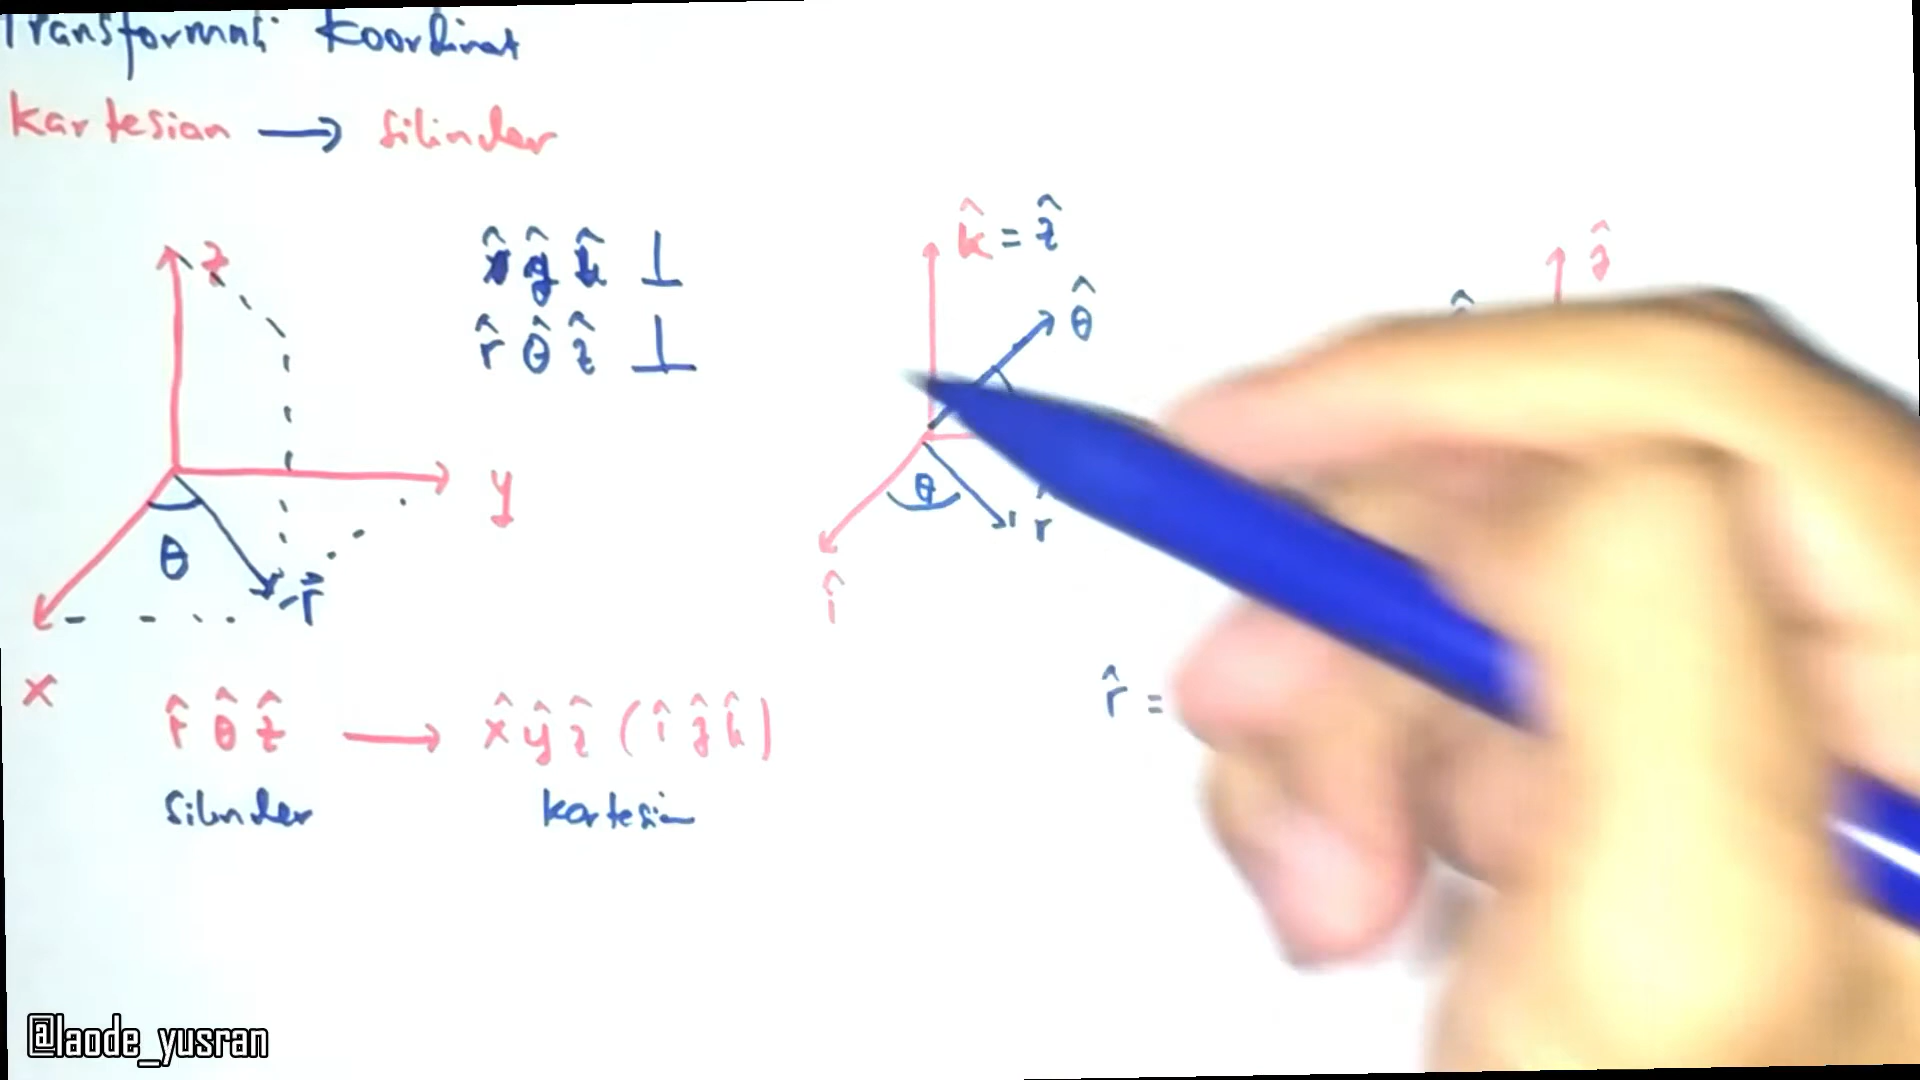 Transformasi Koordinat
Kartesian → Silinder
z
y
x
θ
r⃗
x̂ ŷ k̂ ⊥
r̂ θ̂ ẑ ⊥
r̂ θ̂ ẑ → x̂ ŷ ẑ (î ĵ k̂)
Silinder kartesian
k̂ = ẑ
θ̂
θ
r̂
î
ĵ
r̂ =
@laode_yusran